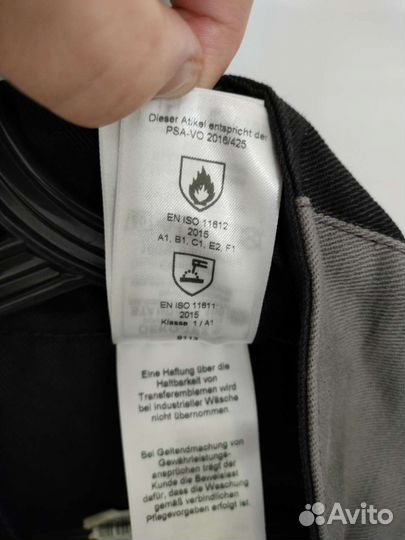 Dieser Atikel entspricht der
PSA-VO 2016/425
EN ISO 11612
2015
A1, B1, C1, E2, F1
EN ISO 11611
2015
Klasse 1 / A1
Eine Haftung über die
Haltbarkeit von
Transferemblemen wird
bei industrieller Wäsche
nicht übernommen.
Bei Geltendmachung von
Gewährleistungs-
ansprüchen trägt der
Kunde die Beweislast
dafür, dass die Waschung
gemäß verbindlichen
Pflegevorgaben erfolgt ist.
Avito